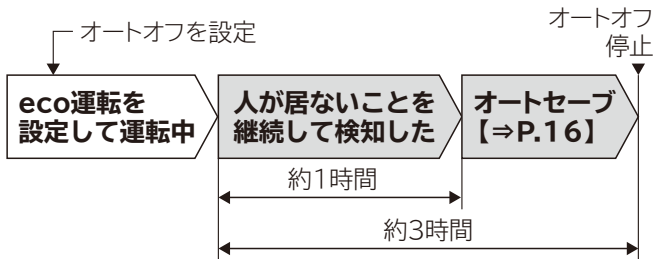 オートオフを設定
オートオフ
停止
eco運転を
設定して運転中
人が居ないことを
継続して検知した
オートセーブ
【⇒P.16】
約1時間
約3時間